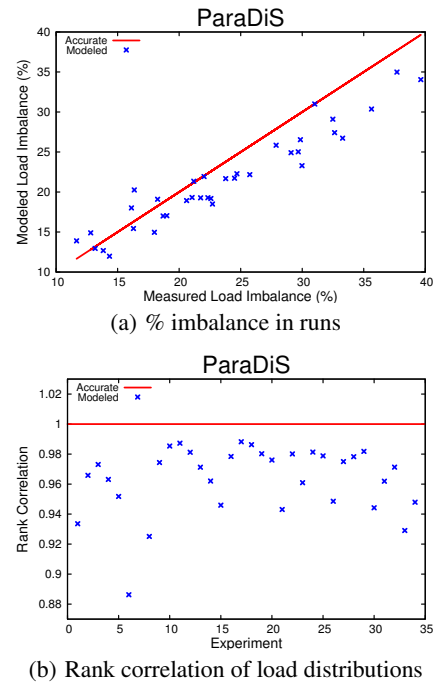 ParaDiS
Accurate
Modeled
Modeled Load Imbalance (%)
40
35
30
25
20
15
10
10 15 20 25 30 35 40
Measured Load Imbalance (%)
(a) % imbalance in runs
ParaDiS
Accurate
Modeled
Rank Correlation
1.02
1
0.98
0.96
0.94
0.92
0.9
0.88
0 5 10 15 20 25 30 35
Experiment
(b) Rank correlation of load distributions